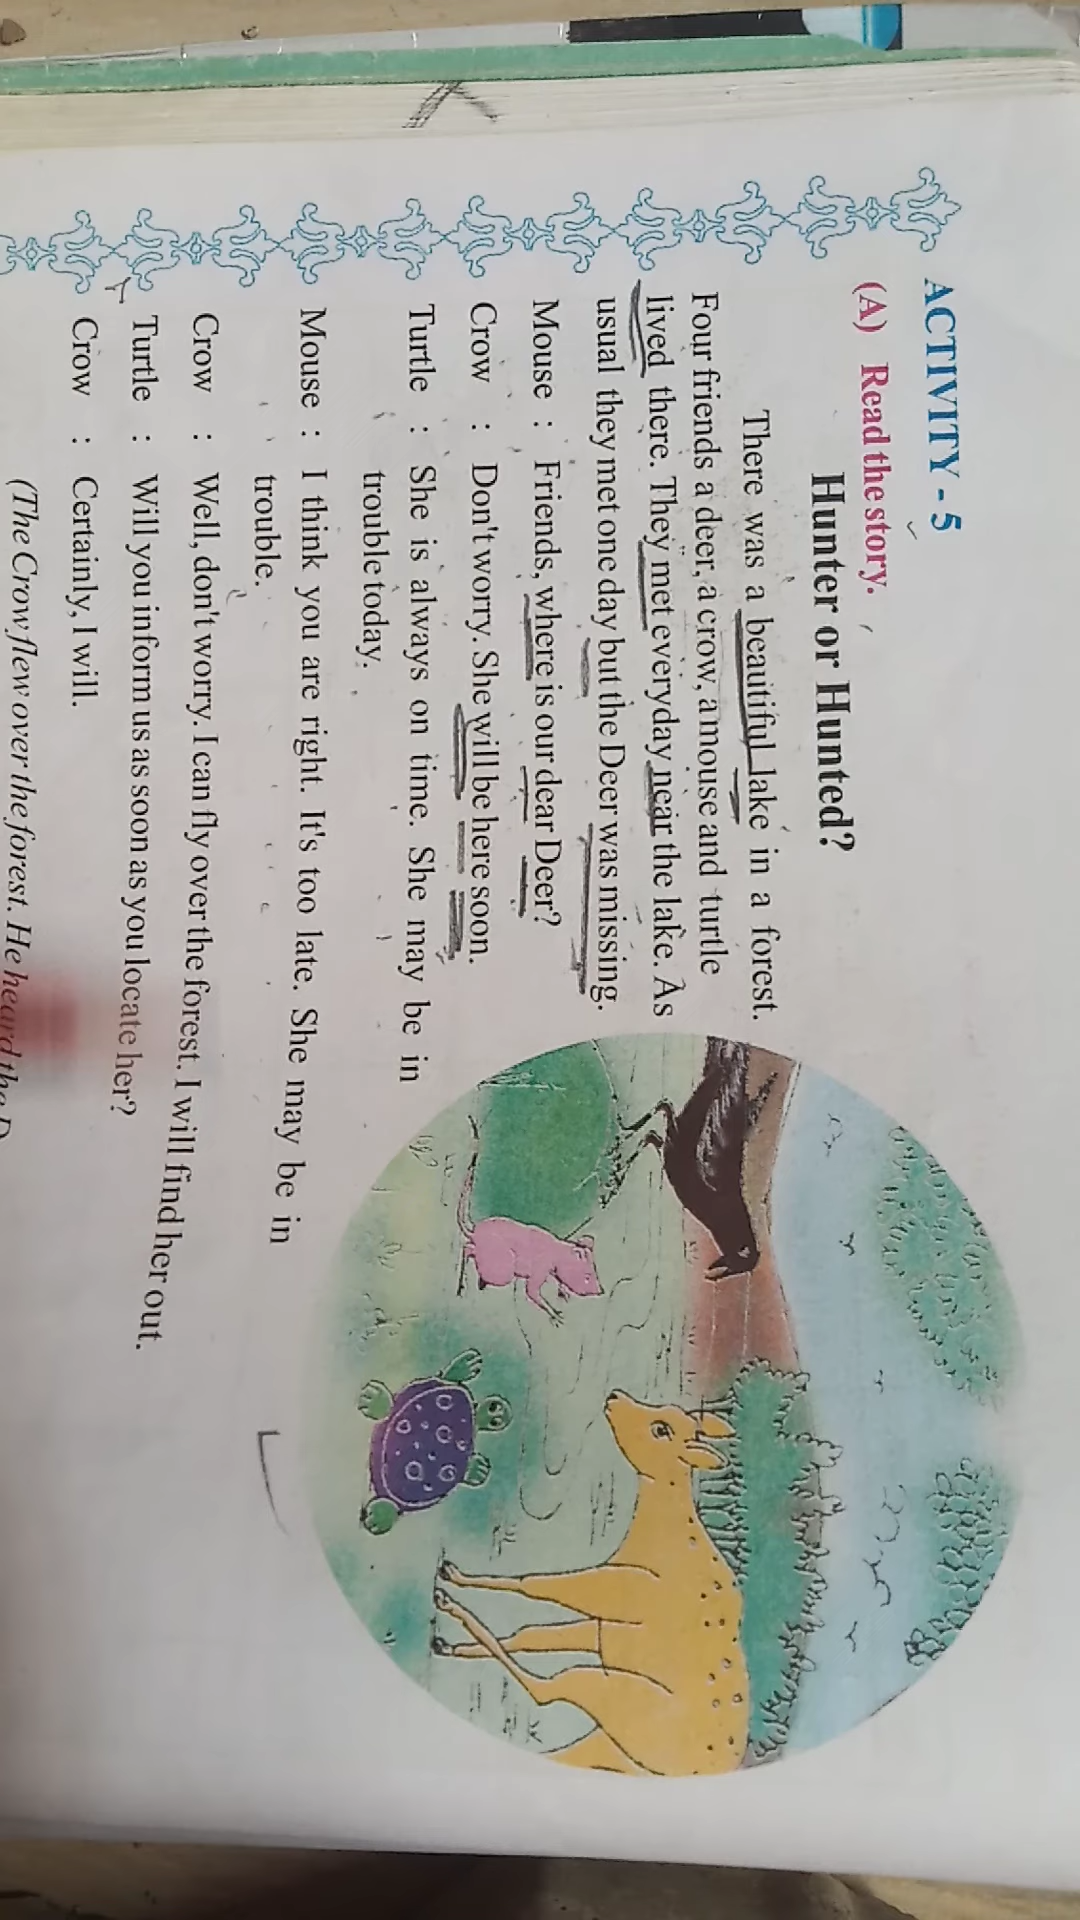 ACTIVITY - 5
(A) Read the story.
Hunter or Hunted?
There was a beautiful lake in a forest.
Four friends a deer, a crow, a mouse and turtle
lived there. They met everyday near the lake. As
usual they met one day but the Deer was missing.
Mouse : Friends, where is our dear Deer?
Crow : Don't worry. She will be here soon.
Turtle : She is always on time. She may be in
trouble today.
Mouse : I think you are right. It's too late. She may be in
trouble.
Crow : Well, don't worry. I can fly over the forest. I will find her out.
Turtle : Will you inform us as soon as you locate her?
Crow : Certainly, I will.
(The Crow flew over the forest. He heard the